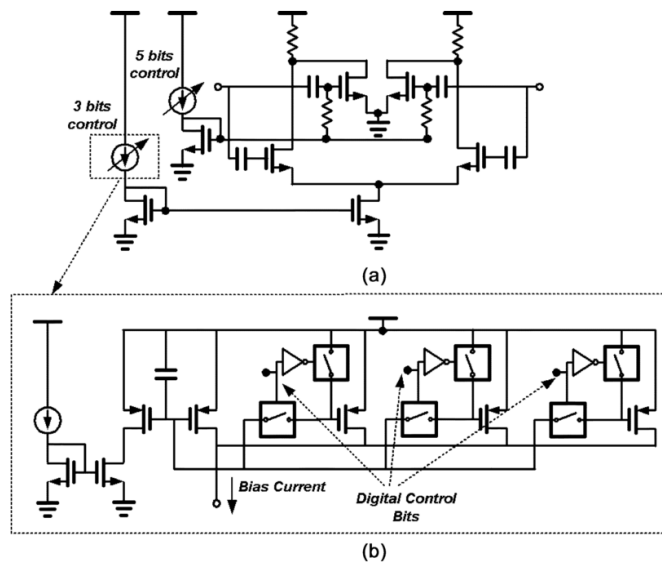 5 bits
control
3 bits
control
(a)
Bias Current
Digital Control
Bits
(b)